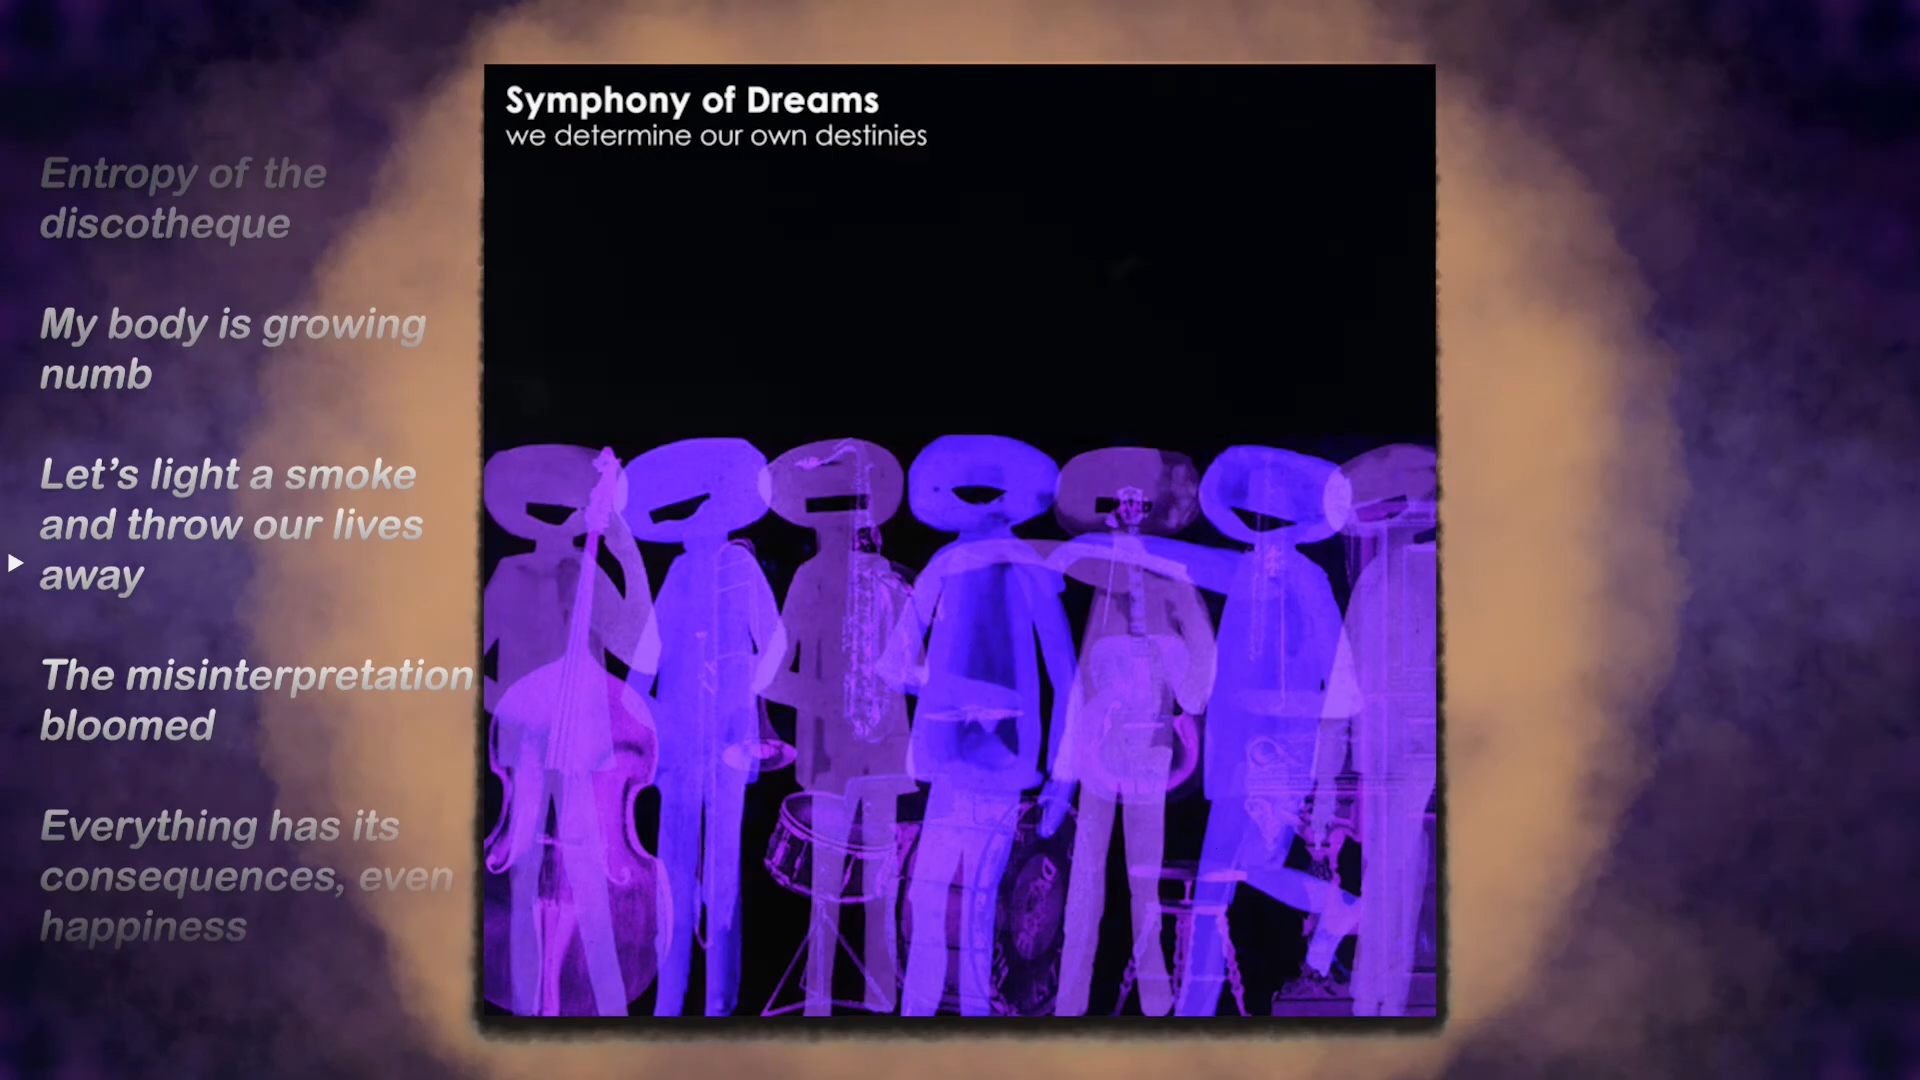 Symphony of Dreams
we determine our own destinies
Entropy of the
discotheque
My body is growing
numb
Let’s light a smoke
and throw our lives
away
The misinterpretation
bloomed
Everything has its
consequences, even
happiness